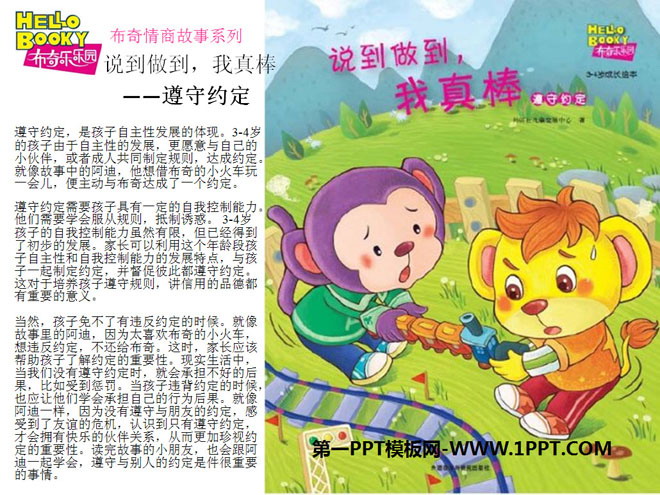 HELLO
BOOKY
布奇乐乐园
布奇情商故事系列
说到做到，我真棒
——遵守约定
遵守约定，是孩子自主性发展的体现。3-4岁
的孩子由于自主性的发展，更愿意与自己的
小伙伴，或者成人共同制定规则，达成约定。
就像故事中的阿迪，他想借布奇的小火车玩
一会儿，便主动与布奇达成了一个约定。
遵守约定需要孩子具有一定的自我控制能力。
他们需要学会服从规则，抵制诱惑。 3-4岁
孩子的自我控制能力虽然有限，但已经得到
了初步的发展。家长可以利用这个年龄段孩
子自主性和自我控制能力的发展特点，与孩
子一起制定约定，并督促彼此都遵守约定。
这对于培养孩子遵守规则，讲信用的品德都
有重要的意义。
当然，孩子免不了有违反约定的时候。就像
故事里的阿迪，因为太喜欢布奇的小火车，
想违反约定，不还给布奇。这时，家长应该
帮助孩子了解约定的重要性。现实生活中，
当我们没有遵守约定时，就会承担不好的后
果，比如受到惩罚。当孩子违背约定的时候，
也应让他们学会承担自己的行为后果。就像
阿迪一样，因为没有遵守与朋友的约定，感
受到了友谊的危机，认识到只有遵守约定，
才会拥有快乐的伙伴关系，从而更加珍视约
定的重要性。读完故事的小朋友，也会跟阿
迪一起学会，遵守与别人的约定是件很重要
的事情。
HELLO
BOOKY
布奇乐乐园
3-4岁成长绘本
说到做到，
我真棒
遵守约定
第一PPT模板网-WWW.1PPT.COM